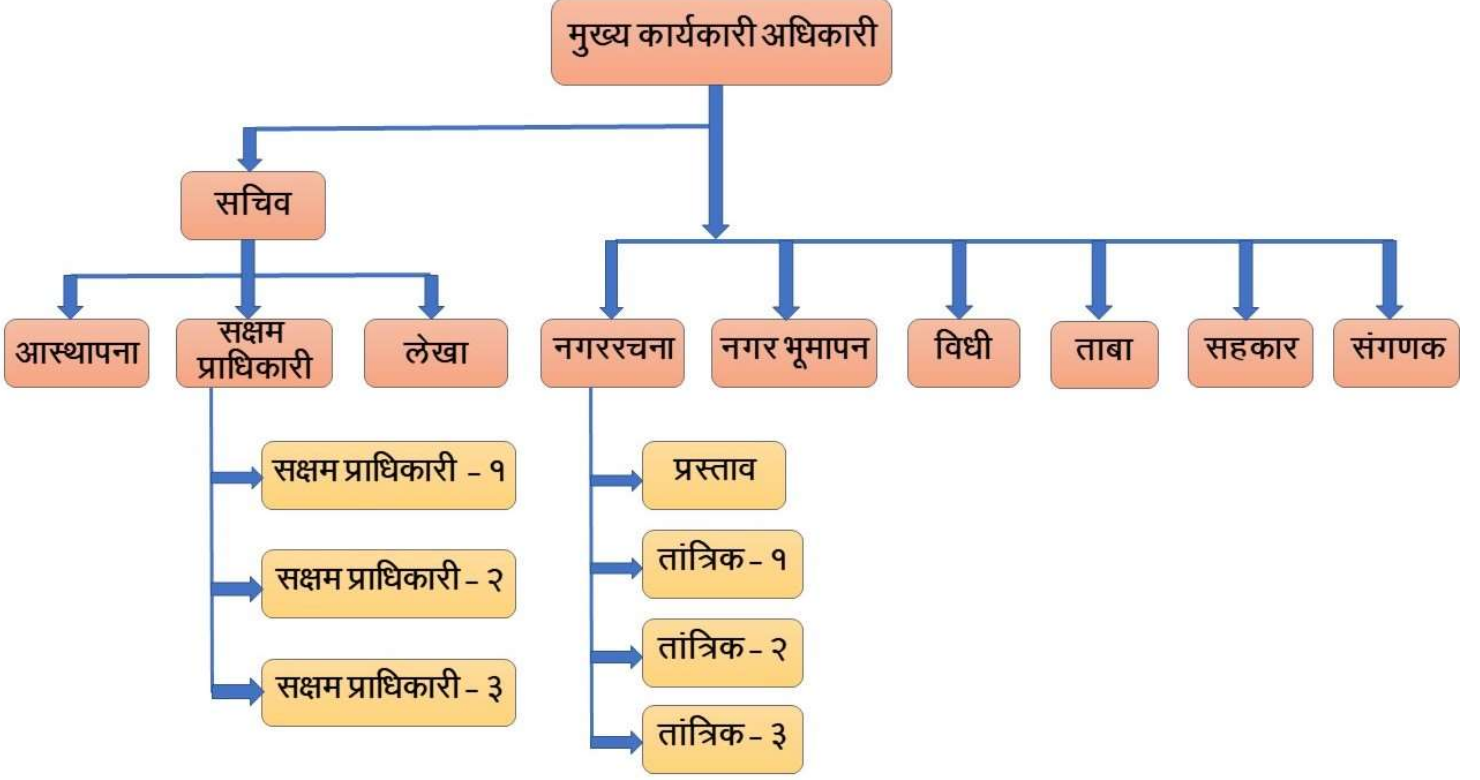 मुख्य कार्यकारी अधिकारी
सचिव
आस्थापना
सक्षम
प्राधिकारी
लेखा
नगररचना
नगर भूमापन
विधी
ताबा
सहकार
संगणक
सक्षम प्राधिकारी - १
सक्षम प्राधिकारी - २
सक्षम प्राधिकारी - ३
प्रस्ताव
तांत्रिक - १
तांत्रिक - २
तांत्रिक - ३